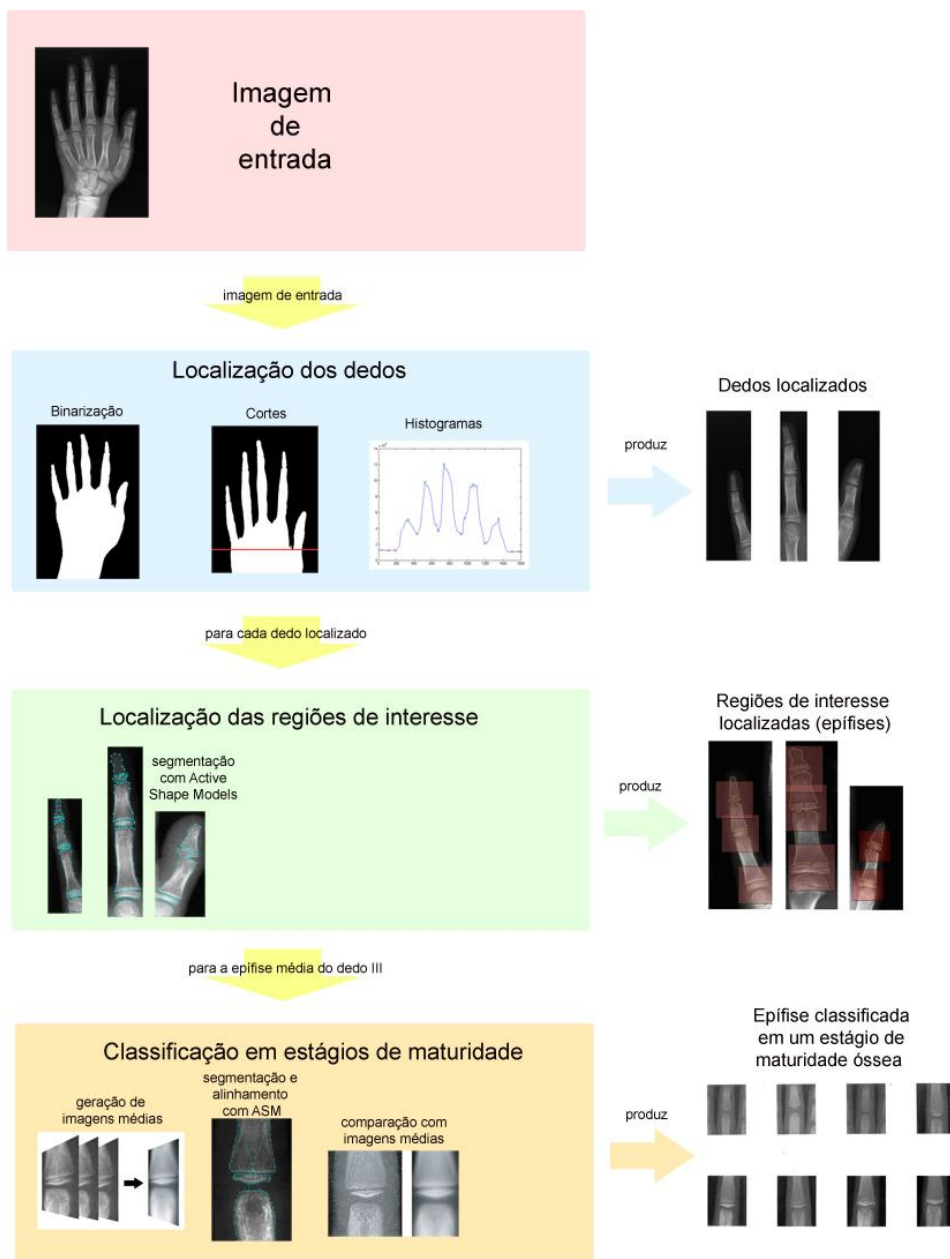 Imagem
de
entrada
imagem de entrada
Localização dos dedos
Binarização
Cortes
Histogramas
produz
Dedos localizados
para cada dedo localizado
Localização das regiões de interesse
segmentação
com Active
Shape Models
produz
Regiões de interesse
localizadas (epífises)
para a epífise média do dedo III
Classificação em estágios de maturidade
geração de
imagens médias
segmentação e
alinhamento
com ASM
comparação com
imagens médias
produz
Epífise classificada
em um estágio de
maturidade óssea